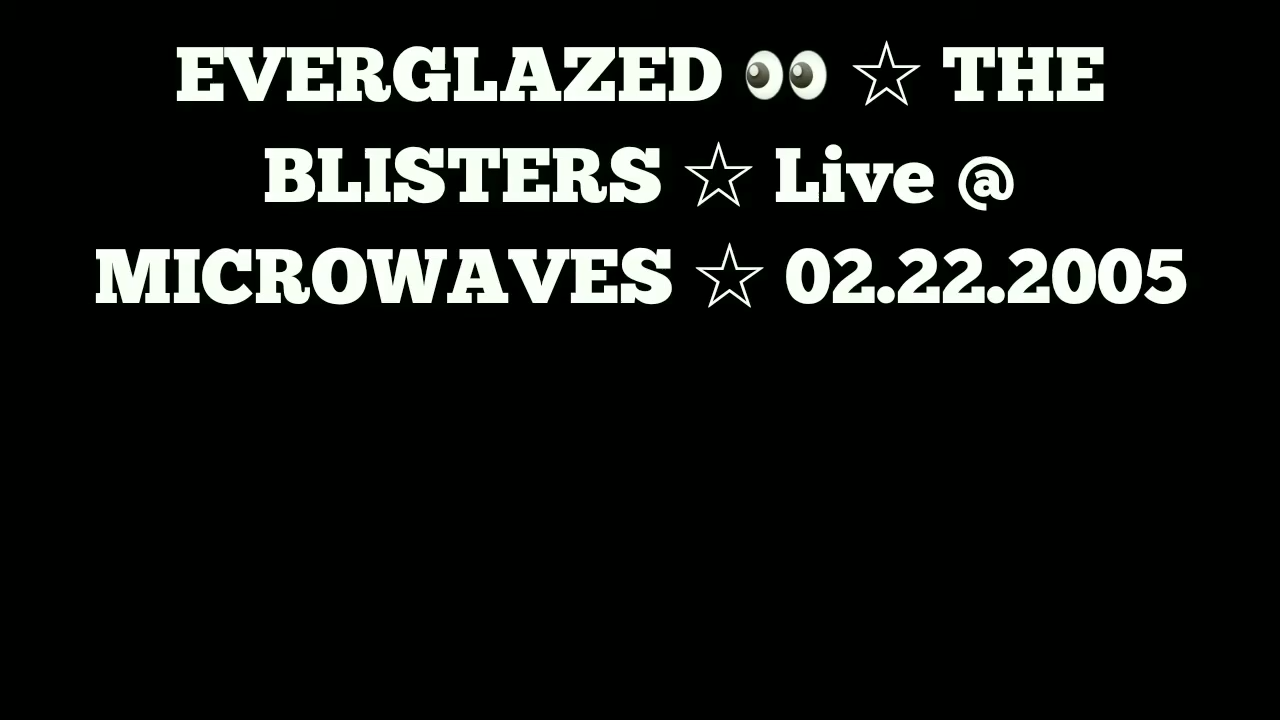 EVERGLAZED 👀 ☆ THE
BLISTERS ☆ Live @
MICROWAVES ☆ 02.22.2005